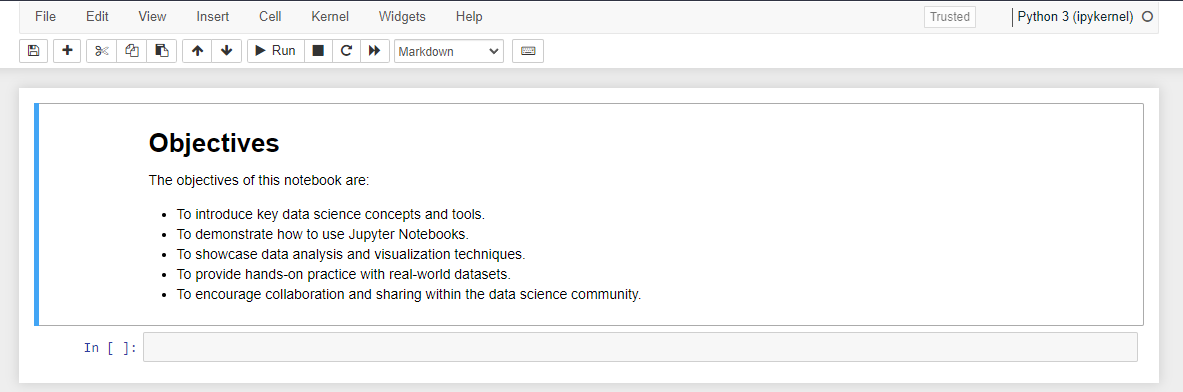 File Edit View Insert Cell Kernel Widgets Help Trusted Python 3 (ipykernel)
Run Markdown
Objectives
The objectives of this notebook are:
• To introduce key data science concepts and tools.
• To demonstrate how to use Jupyter Notebooks.
• To showcase data analysis and visualization techniques.
• To provide hands-on practice with real-world datasets.
• To encourage collaboration and sharing within the data science community.
In [ ]: